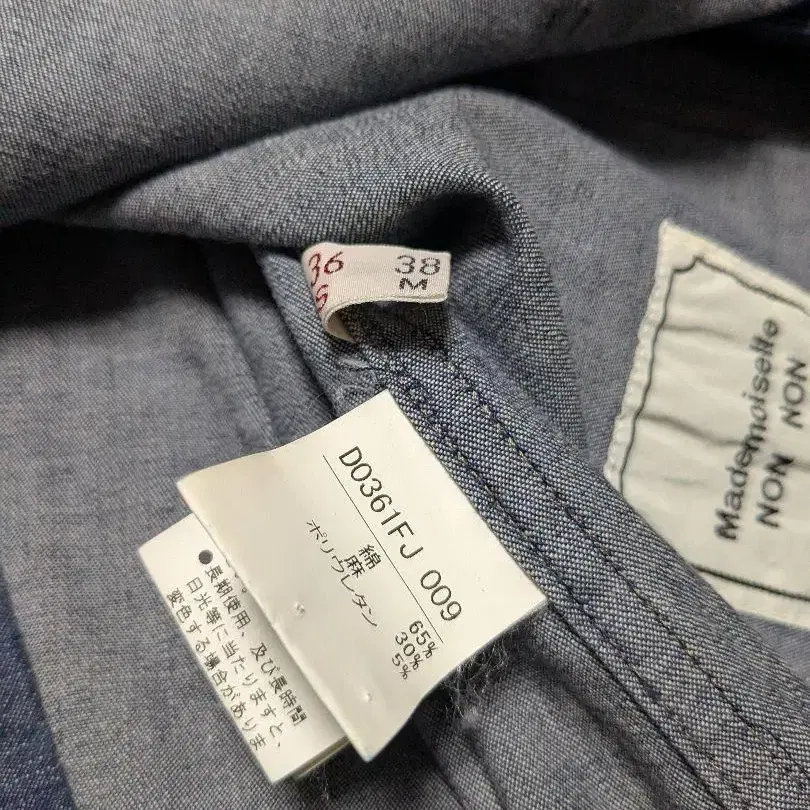 36
38
M
Mademoiselle
NON NON
D0361FJ 009
綿 65%
麻 30%
ポリウレタン 5%
●長期使用、及び長時間
日光等に当たりますと、
変色する場合がありま